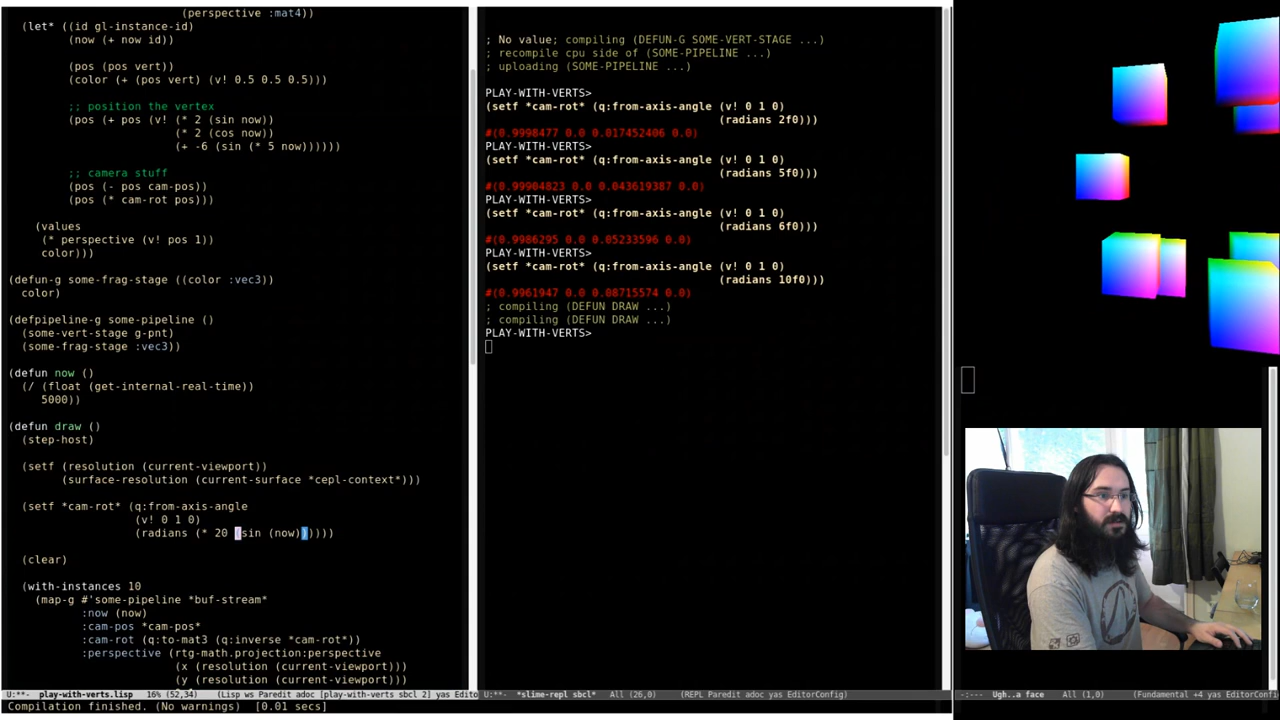 (perspective :mat4))
(let* ((id gl-instance-id)
(now (+ now id))
(pos (pos vert))
(color (+ (pos vert) (v! 0.5 0.5 0.5)))
;; position the vertex
(pos (+ pos (v! (* 2 (sin now))
(* 2 (cos now))
(+ -6 (sin (* 5 now))))))
;; camera stuff
(pos (- pos cam-pos))
(pos (* cam-rot pos)))
(values
(* perspective (v! pos 1))
color)))
(defun-g some-frag-stage ((color :vec3))
color)
(defpipeline-g some-pipeline ()
(some-vert-stage g-pnt)
(some-frag-stage :vec3))
(defun now ()
(/ (float (get-internal-real-time))
5000))
(defun draw ()
(step-host)
(setf (resolution (current-viewport))
(surface-resolution (current-surface *cepl-context*)))
(setf *cam-rot* (q:from-axis-angle
(v! 0 1 0)
(radians (* 20 (sin (now))))))
(clear)
(with-instances 10
(map-g #'some-pipeline *buf-stream*
:now (now)
:cam-pos *cam-pos*
:cam-rot (q:to-mat3 (q:inverse *cam-rot*))
:perspective (rtg-math.projection:perspective
(x (resolution (current-viewport)))
(y (resolution (current-viewport)))
U:**- play-with-verts.lisp 16% (52,34) (Lisp ws Paredit adoc [play-with-verts sbcl 2] yas Edito
Compilation finished. (No warnings) [0.01 secs]
; No value; compiling (DEFUN-G SOME-VERT-STAGE ...)
; recompile cpu side of (SOME-PIPELINE ...)
; uploading (SOME-PIPELINE ...)
PLAY-WITH-VERTS>
(setf *cam-rot* (q:from-axis-angle (v! 0 1 0)
(radians 2f0)))
#(0.9998477 0.0 0.017452406 0.0)
PLAY-WITH-VERTS>
(setf *cam-rot* (q:from-axis-angle (v! 0 1 0)
(radians 5f0)))
#(0.99904823 0.0 0.043619387 0.0)
PLAY-WITH-VERTS>
(setf *cam-rot* (q:from-axis-angle (v! 0 1 0)
(radians 6f0)))
#(0.9986295 0.0 0.05233596 0.0)
PLAY-WITH-VERTS>
(setf *cam-rot* (q:from-axis-angle (v! 0 1 0)
(radians 10f0)))
#(0.9961947 0.0 0.08715574 0.0)
; compiling (DEFUN DRAW ...)
; compiling (DEFUN DRAW ...)
PLAY-WITH-VERTS>
U:**- *slime-repl sbcl* All (26,0) (REPL Paredit adoc EditorConfig)
-:--- Ugh..a face All (1,0) (Fundamental +4 yas EditorConfi